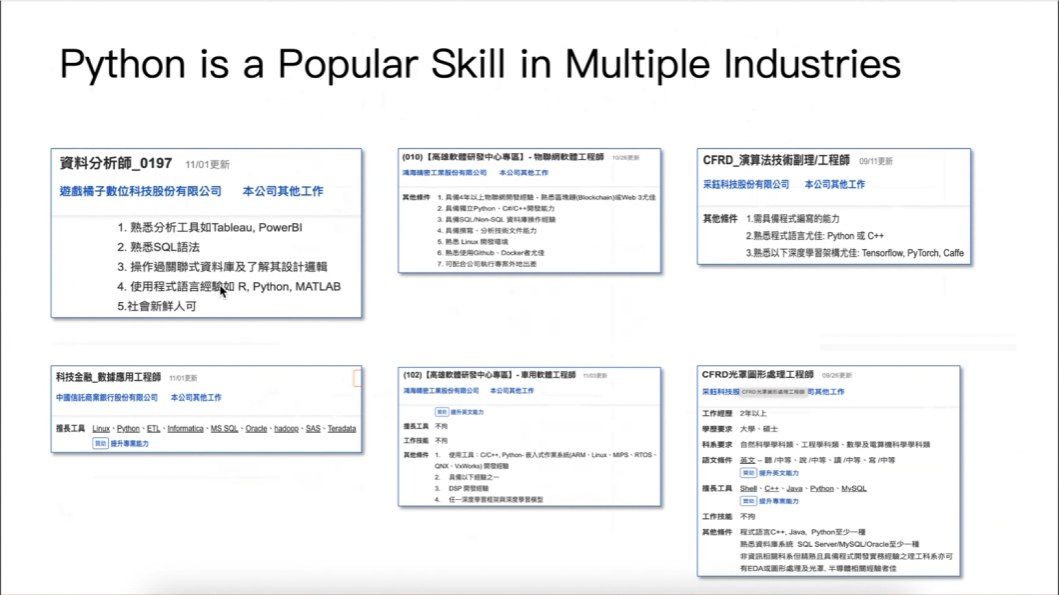 Python is a Popular Skill in Multiple Industries
資料分析師_0197 11/01更新
遊戲橘子數位科技股份有限公司 本公司其他工作
1. 熟悉分析工具如Tableau, PowerBI
2. 熟悉SQL語法
3. 操作過關聯式資料庫及了解其設計邏輯
4. 使用程式語言經驗如 R, Python, MATLAB
5.社會新鮮人可
(010)【高雄軟體研發中心專區】- 物聯網軟體工程師 10/28更新
鴻海精密工業股份有限公司 本公司其他工作
其他條件 1. 具備4年以上物聯網開發經驗，熟悉區塊鏈(Blockchain)或Web 3尤佳
2. 具備獨立Python、C#/C++開發能力
3. 具備SQL/Non-SQL 資料庫操作經驗
4. 具備撰寫、分析技術文件能力
5. 熟悉 Linux 開發環境
6. 熟悉使用Github、Docker者尤佳
7. 可配合公司執行專案外地出差
CFRD_演算法技術副理/工程師 09/11更新
采鈺科技股份有限公司 本公司其他工作
其他條件 1.需具備程式編寫的能力
2.熟悉程式語言尤佳: Python 或 C++
3.熟悉以下深度學習架構尤佳: Tensorflow, PyTorch, Caffe
科技金融_數據應用工程師 11/01更新
中國信託商業銀行股份有限公司 本公司其他工作
擅長工具 Linux、Python、ETL、Informatica、MS SQL、Oracle、hadoop、SAS、Teradata
贊助 提升專業能力
(102)【高雄軟體研發中心專區】- 車用軟體工程師 11/03更新
鴻海精密工業股份有限公司 本公司其他工作
贊助 提升英文能力
擅長工具 不拘
工作技能 不拘
其他條件 1. 使用工具：C/C++, Python- 嵌入式作業系統(ARM、Linux、MIPS、RTOS、
QNX、VxWorks) 開發經驗
2. 具備以下經驗之一
3. DSP 開發經驗
4. 任一深度學習框架與深度學習模型
CFRD光罩圖形處理工程師 09/26更新
采鈺科技股 CFRD光罩圖形處理工程師 司其他工作
工作經歷 2年以上
學歷要求 大學、碩士
科系要求 自然科學學科類、工程學科類、數學及電算機科學學科類
語文條件 英文 -- 聽 /中等、說 /中等、讀 /中等、寫 /中等
贊助 提升英文能力
擅長工具 Shell、C++、Java、Python、MySQL
贊助 提升專業能力
工作技能 不拘
其他條件 程式語言C++, Java, Python至少一種
熟悉資料庫系統 SQL Server/MySQL/Oracle至少一種
非資訊相關科系但精熟且具備程式開發實務經驗之理工科系亦可
有EDA或圖形處理及光罩, 半導體相關經驗者佳